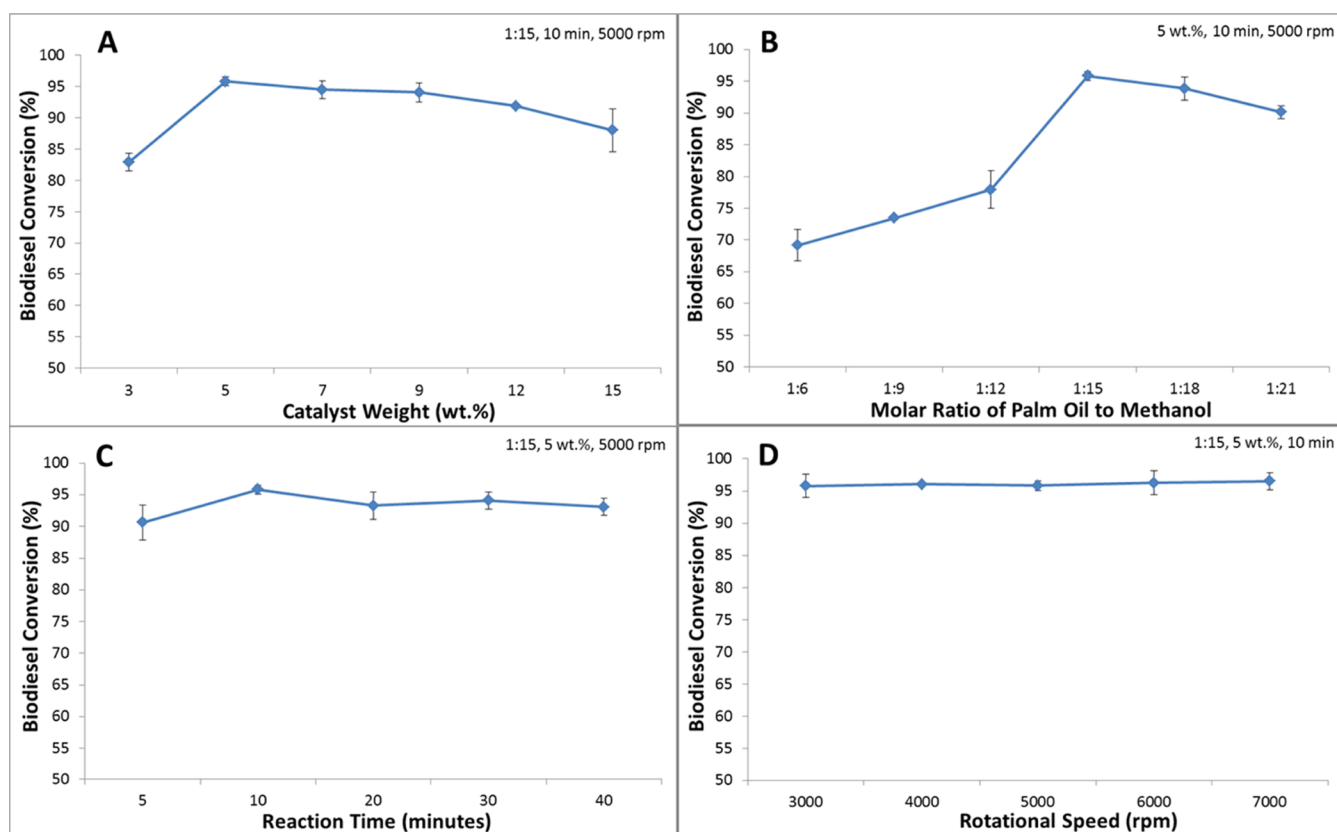 A
1:15, 10 min, 5000 rpm
100
95
90
85
80
75
70
65
60
55
50
Biodiesel Conversion (%)
3 5 7 9 12 15
Catalyst Weight (wt.%)
B
5 wt.%, 10 min, 5000 rpm
100
95
90
85
80
75
70
65
60
55
50
Biodiesel Conversion (%)
1:6 1:9 1:12 1:15 1:18 1:21
Molar Ratio of Palm Oil to Methanol
C
1:15, 5 wt.%, 5000 rpm
100
95
90
85
80
75
70
65
60
55
50
Biodiesel Conversion (%)
5 10 20 30 40
Reaction Time (minutes)
D
1:15, 5 wt.%, 10 min
100
95
90
85
80
75
70
65
60
55
50
Biodiesel Conversion (%)
3000 4000 5000 6000 7000
Rotational Speed (rpm)